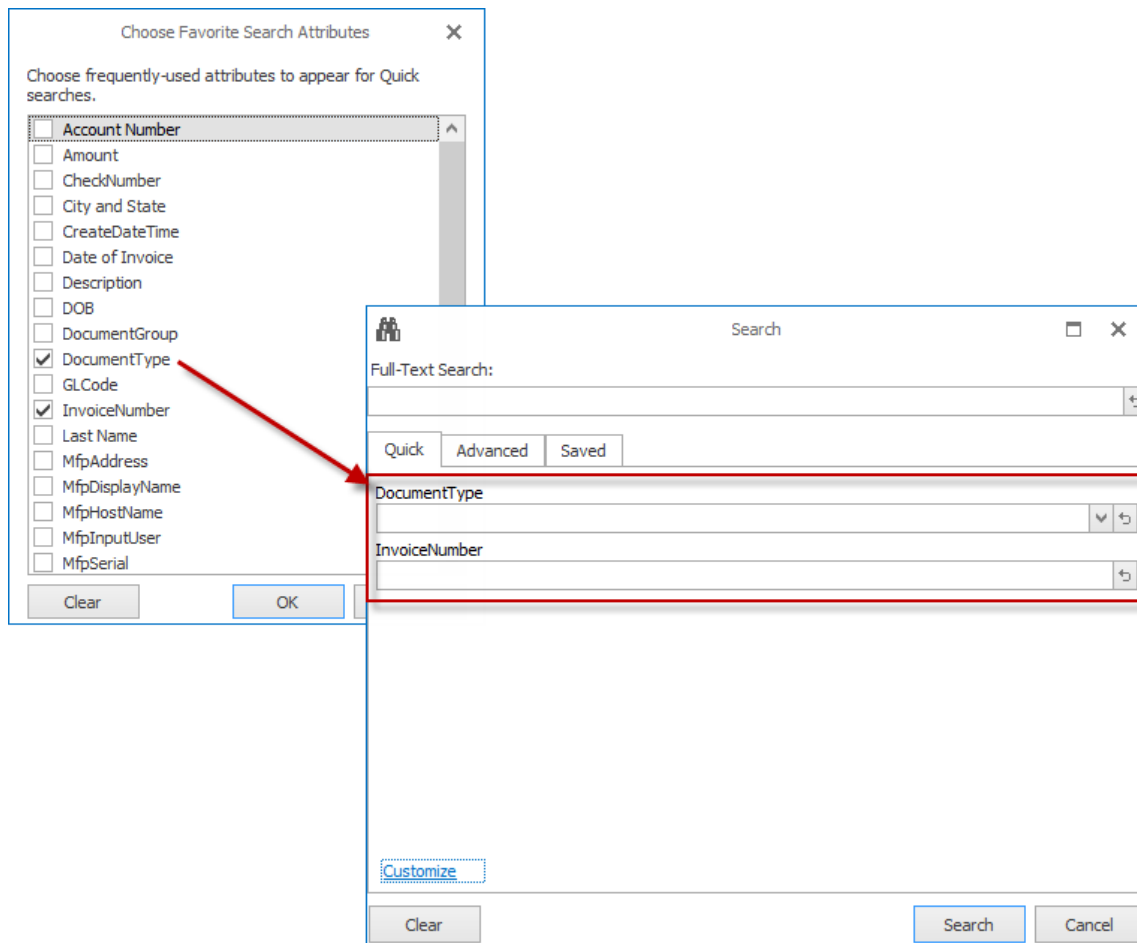 Choose Favorite Search Attributes
Choose frequently-used attributes to appear for Quick
searches.
Account Number
Amount
CheckNumber
City and State
CreateDateTime
Date of Invoice
Description
DOB
DocumentGroup
DocumentType
GLCode
InvoiceNumber
Last Name
MfpAddress
MfpDisplayName
MfpHostName
MfpInputUser
MfpSerial
Clear
OK
Search
Full-Text Search:
Quick
Advanced
Saved
DocumentType
InvoiceNumber
Customize
Clear
Search
Cancel